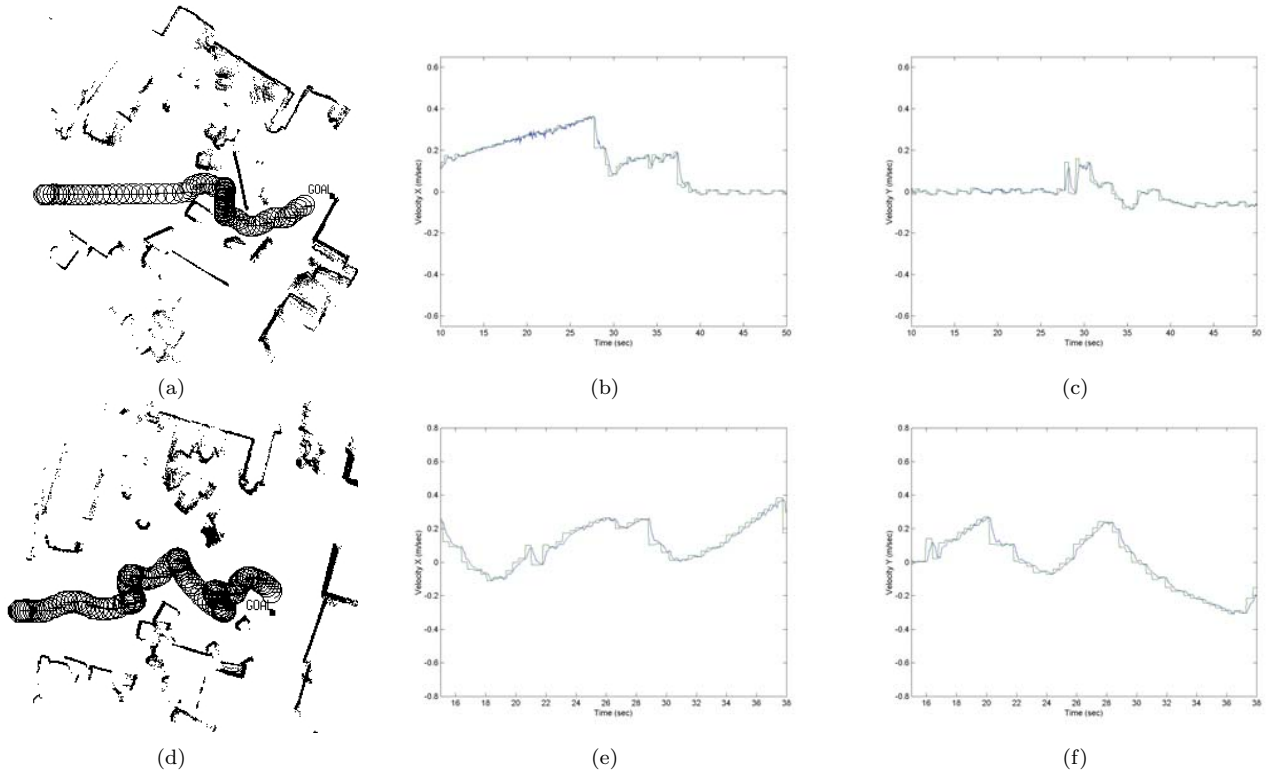 GOAL
0.6
0.4
0.2
0
-0.2
-0.4
-0.6
Velocity X (m/sec)
10 15 20 25 30 35 40 45 50
Time (sec)
0.6
0.4
0.2
0
-0.2
-0.4
-0.6
Velocity Y (m/sec)
10 15 20 25 30 35 40 45 50
Time (sec)
(a)
(b)
(c)
GOAL
0.8
0.6
0.4
0.2
0
-0.2
-0.4
-0.6
-0.8
Velocity X (m/sec)
16 18 20 22 24 26 28 30 32 34 36 38
Time (sec)
0.8
0.6
0.4
0.2
0
-0.2
-0.4
-0.6
-0.8
Velocity Y (m/sec)
16 18 20 22 24 26 28 30 32 34 36 38
Time (sec)
(d)
(e)
(f)